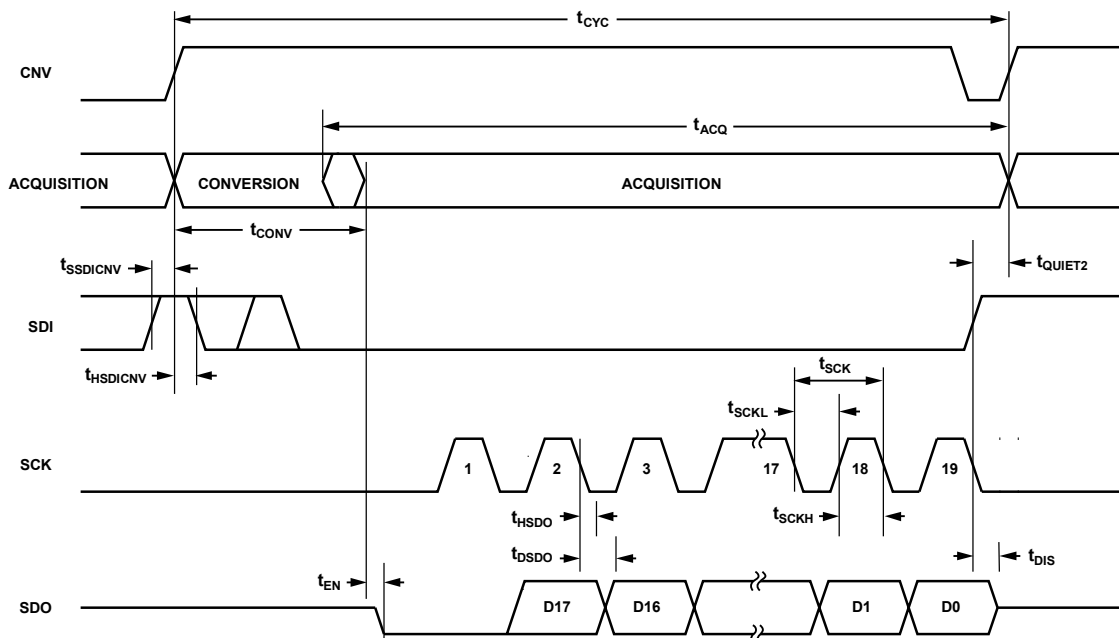 tCYC
CNV
tACQ
ACQUISITION CONVERSION ACQUISITION
tCONV
tSSDICNV
tQUIET2
SDI
tHSDICNV
tSCK
tSCKL
SCK 1 2 3 17 18 19
tHSDO
tSCKH
tDSDO
tDIS
tEN
SDO D17 D16 D1 D0